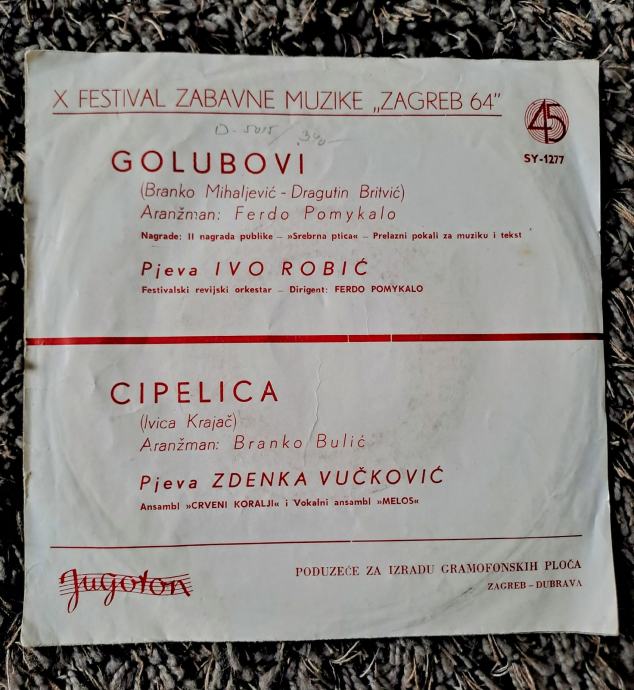 X FESTIVAL ZABAVNE MUZIKE „ZAGREB 64”
45
SY-1277
D-5015 / 340-
GOLUBOVI
(Branko Mihaljević - Dragutin Britvić)
Aranžman: Ferdo Pomykalo
Nagrade: II nagrada publike — »Srebrna ptica« — Prelazni pokali za muziku i tekst
Pjeva IVO ROBIĆ
Festivalski revijski orkestar — Dirigent: FERDO POMYKALO
CIPELICA
(Ivica Krajač)
Aranžman: Branko Bulić
Pjeva ZDENKA VUČKOVIĆ
Ansambl »CRVENI KORALJI« i Vokalni ansambl »MELOS«
Jugoton
PODUZEĆE ZA IZRADU GRAMOFONSKIH PLOČA
ZAGREB – DUBRAVA